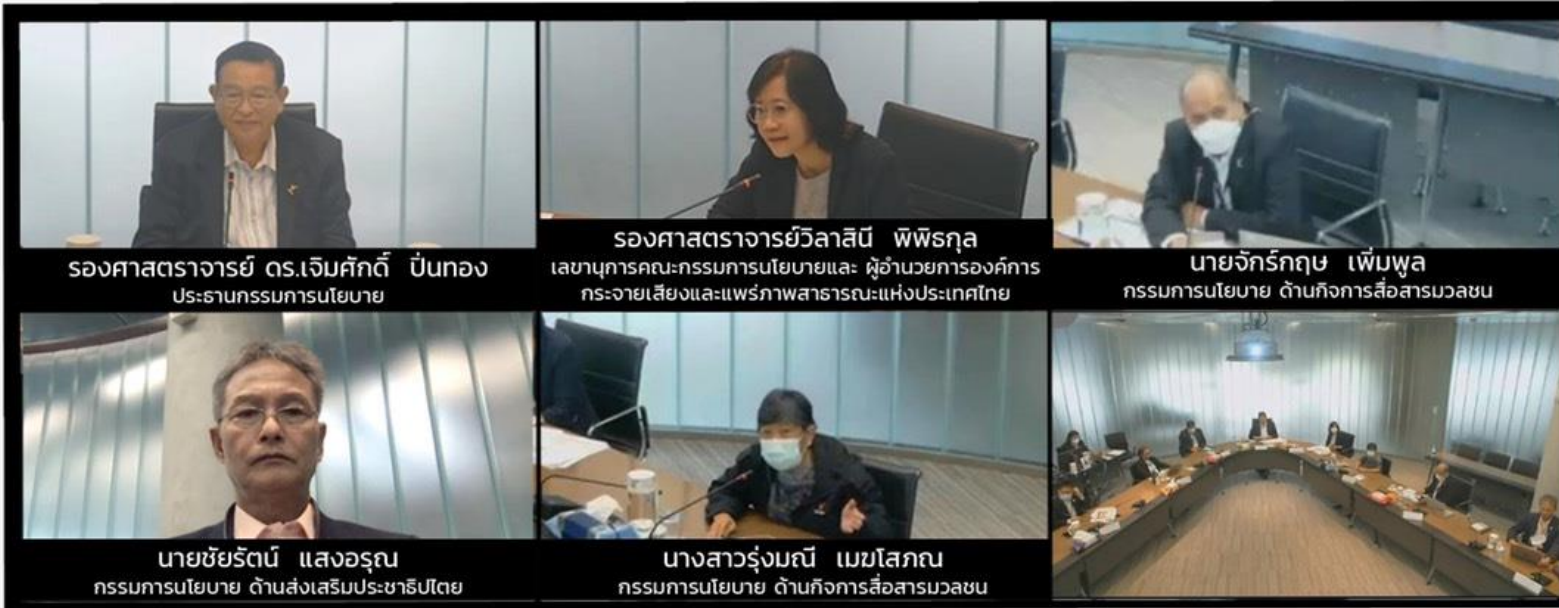 รองศาสตราจารย์ ดร.เจิมศักดิ์ ปิ่นทอง
ประธานกรรมการนโยบาย
รองศาสตราจารย์วิลาสินี พิพิธกุล
เลขานุการคณะกรรมการนโยบายและ ผู้อำนวยการองค์การ
กระจายเสียงและแพร่ภาพสาธารณะแห่งประเทศไทย
นายจักร์กฤษ เพิ่มพูล
กรรมการนโยบาย ด้านกิจการสื่อสารมวลชน
นายชัยรัตน์ แสงอรุณ
กรรมการนโยบาย ด้านส่งเสริมประชาธิปไตย
นางสาวรุ่งมณี เมฆโสภณ
กรรมการนโยบาย ด้านกิจการสื่อสารมวลชน